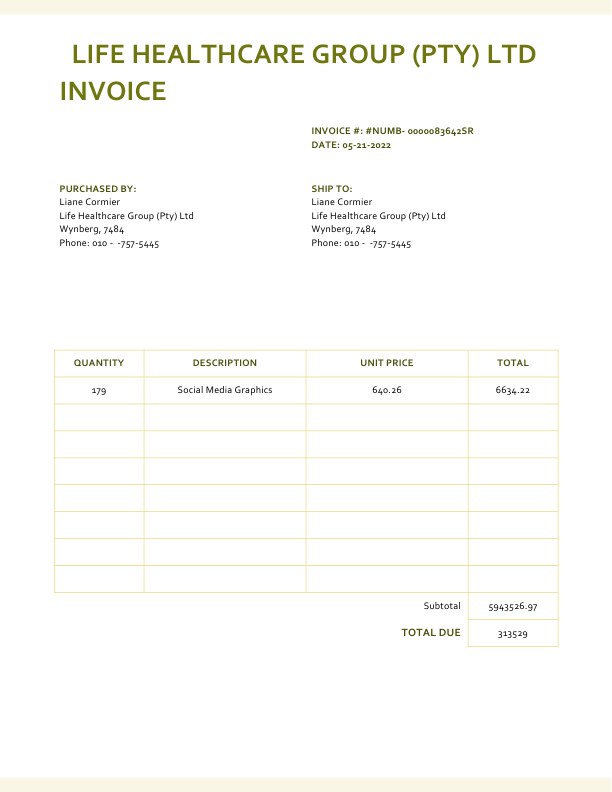 LIFE HEALTHCARE GROUP (PTY) LTD
INVOICE
INVOICE #: #NUMB- 0000083642SR
DATE: 05-21-2022
PURCHASED BY:
Liane Cormier
Life Healthcare Group (Pty) Ltd
Wynberg, 7484
Phone: 010 -  -757-5445
SHIP TO:
Liane Cormier
Life Healthcare Group (Pty) Ltd
Wynberg, 7484
Phone: 010 -  -757-5445
QUANTITY DESCRIPTION UNIT PRICE TOTAL
179 Social Media Graphics 640.26 6634.22
Subtotal 5943526.97
TOTAL DUE 313529